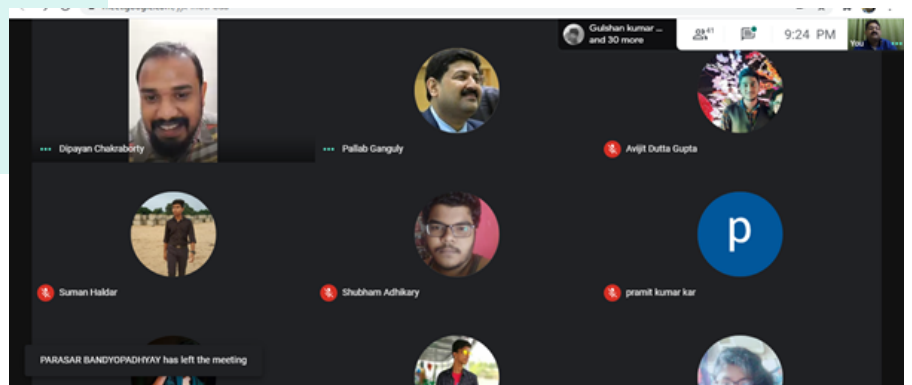 Gulshan kumar ...
and 30 more
41
9:24 PM
You
Dipayan Chakraborty
Pallab Ganguly
Avijit Dutta Gupta
Suman Haldar
Shubham Adhikary
p
pramit kumar kar
PARASAR BANDYOPADHYAY has left the meeting